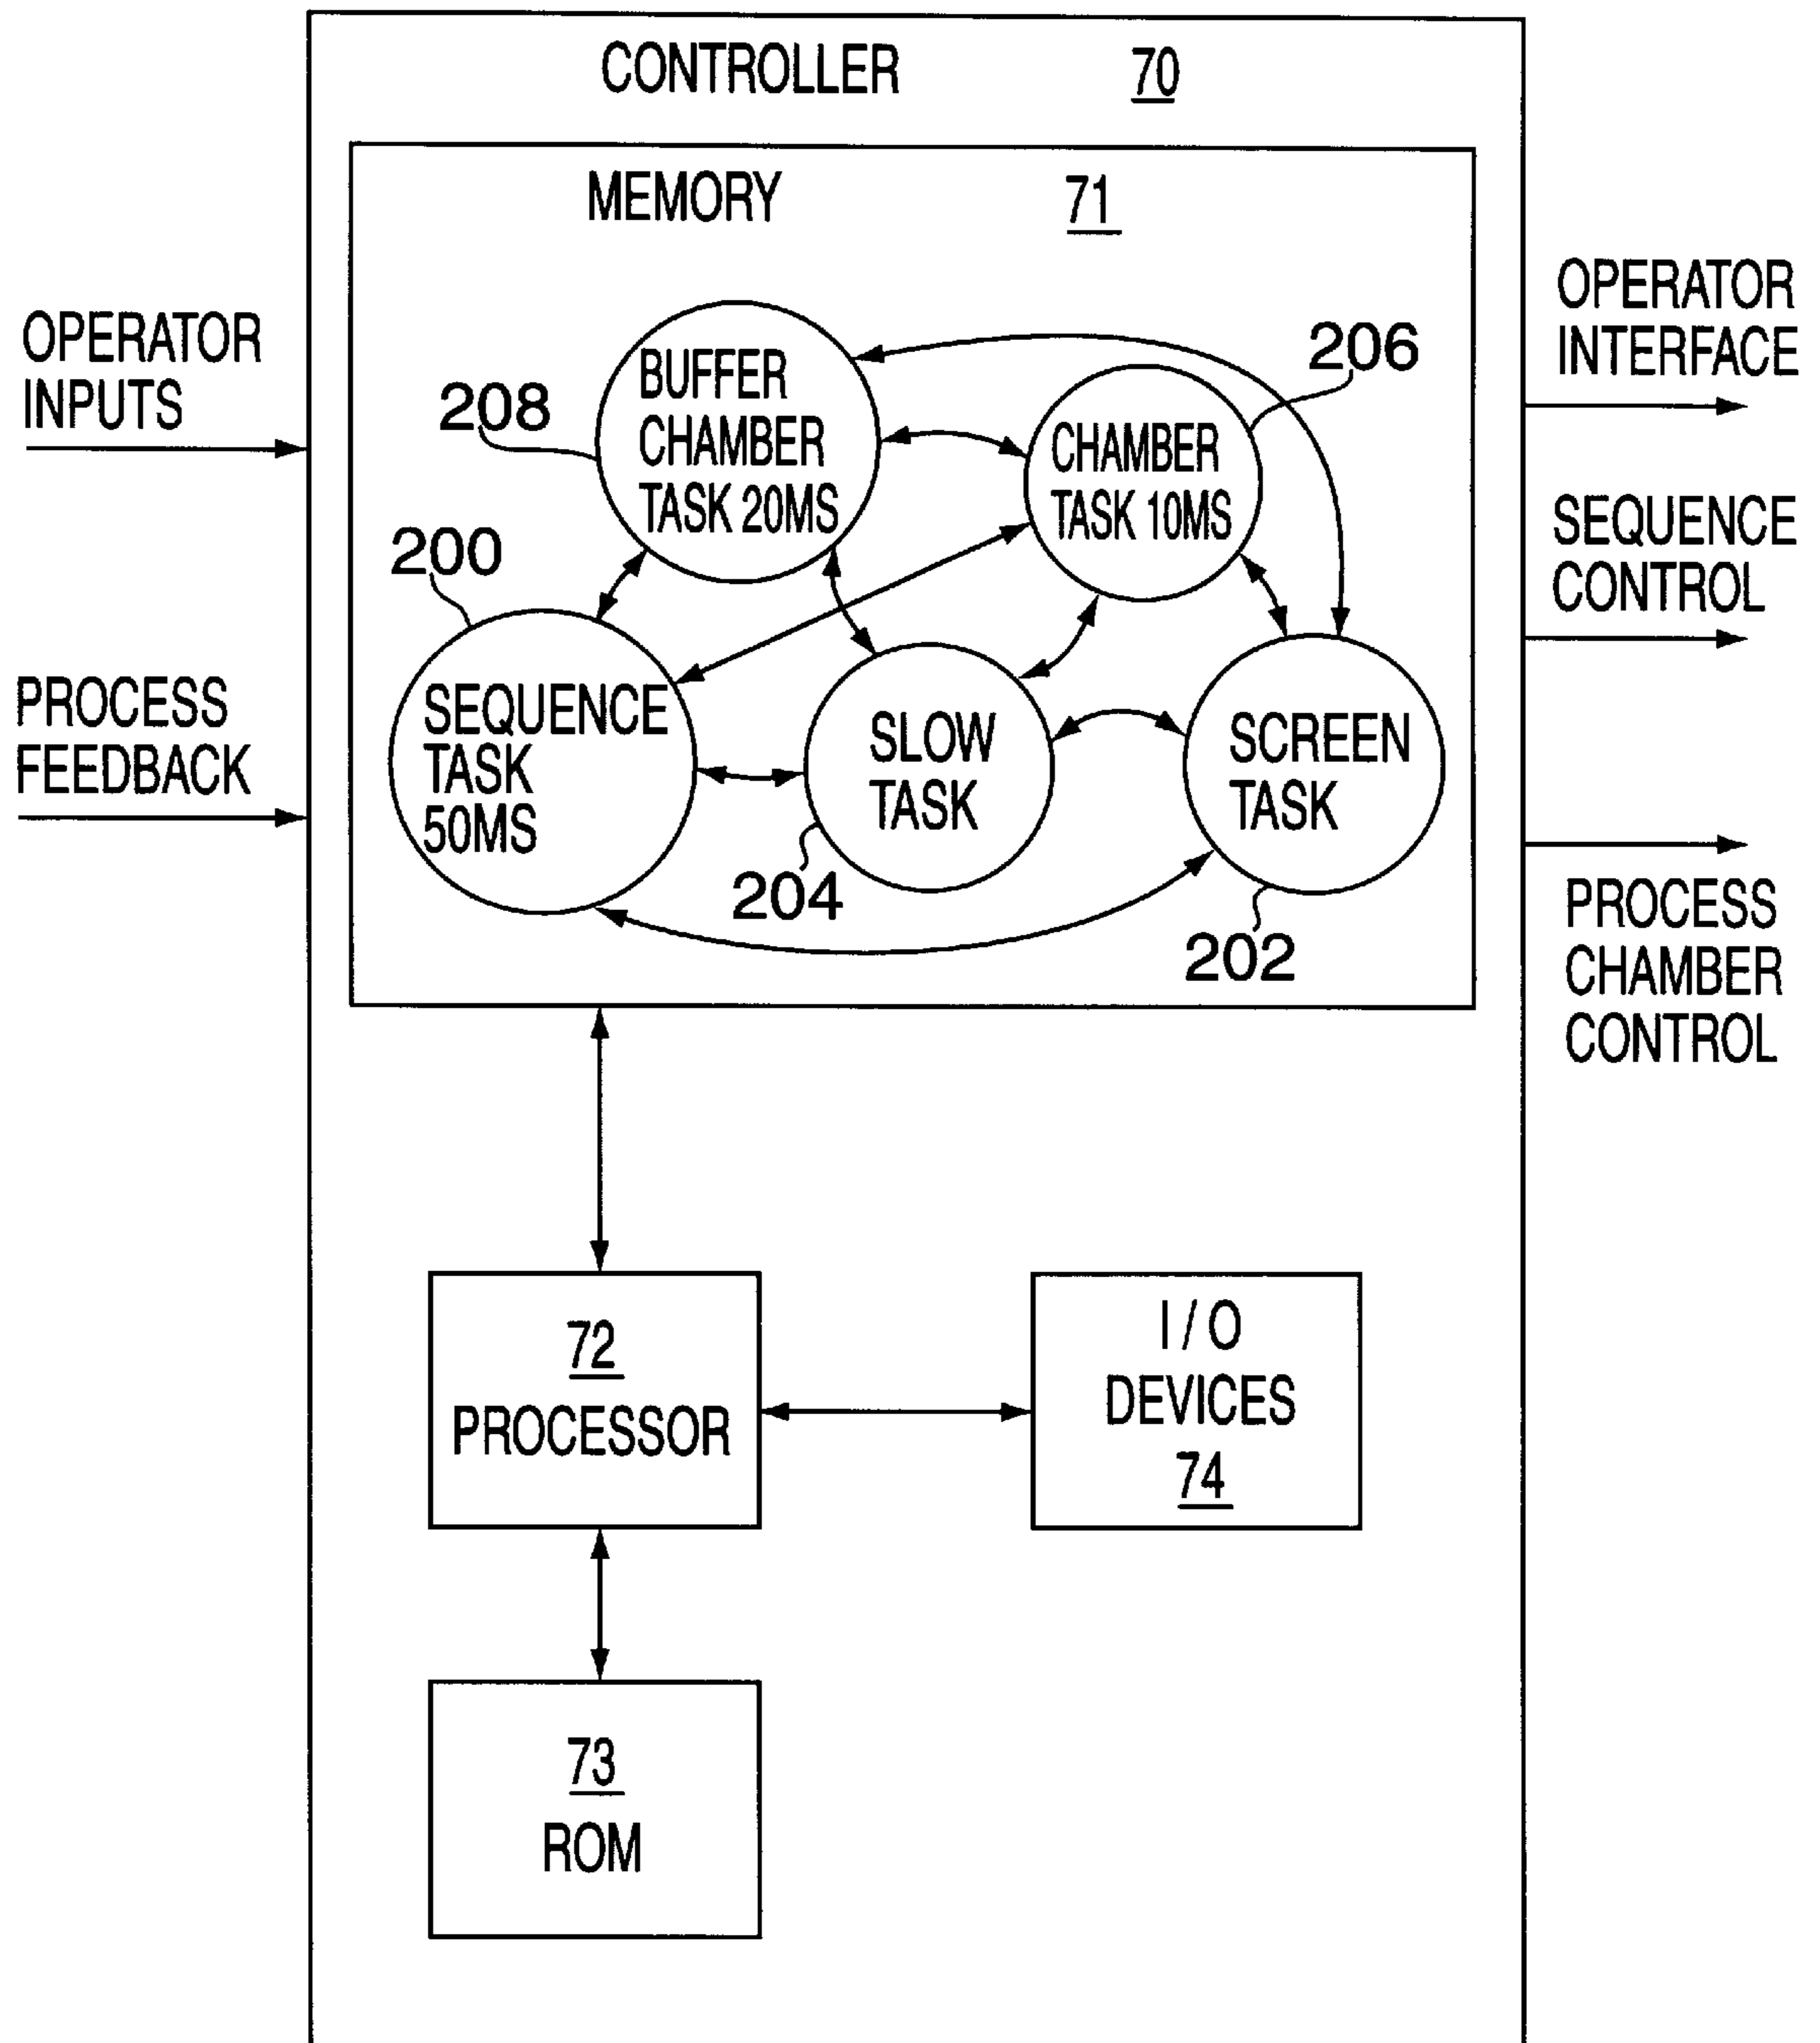 CONTROLLER 70
MEMORY 71
OPERATOR
INPUTS
PROCESS
FEEDBACK
208
BUFFER
CHAMBER
TASK 20MS
206
CHAMBER
TASK 10MS
200
SEQUENCE
TASK
50MS
SLOW
TASK
204
SCREEN
TASK
202
OPERATOR
INTERFACE
SEQUENCE
CONTROL
PROCESS
CHAMBER
CONTROL
72
PROCESSOR
I / O
DEVICES
74
73
ROM